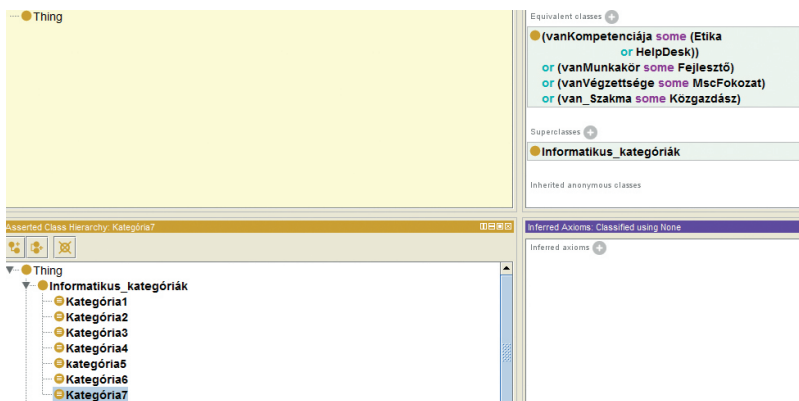 Thing
Equivalent classes
(vanKompetenciája some (Etika
or HelpDesk))
or (vanMunkakör some Fejlesztő)
or (vanVégzettsége some MscFokozat)
or (van_Szakma some Közgazdász)
Superclasses
Informatikus_kategóriák
Inherited anonymous classes
Asserted Class Hierarchy: Kategória7
Thing
Informatikus_kategóriák
Kategória1
Kategória2
Kategória3
Kategória4
kategória5
Kategória6
Kategória7
Inferred Axioms: Classified using None
Inferred axioms